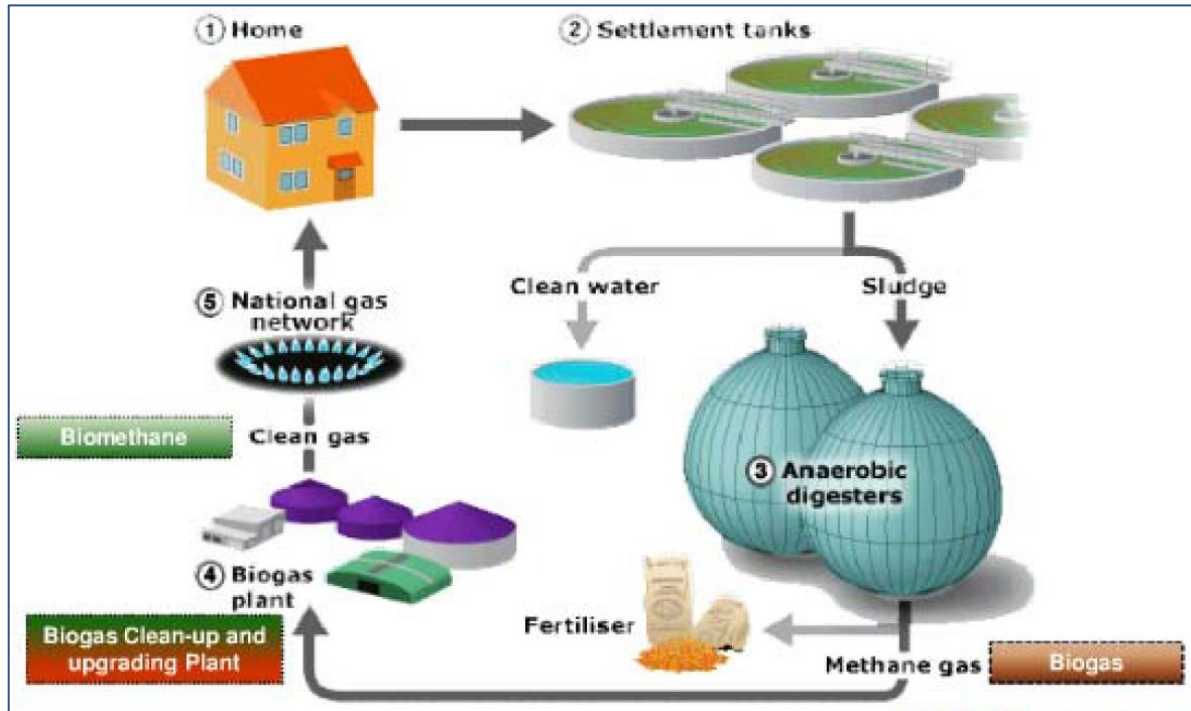 ① Home
② Settlement tanks
Clean water
Sludge
⑤ National gas
network
Biomethane
Clean gas
③ Anaerobic
digesters
④ Biogas
plant
Biogas Clean-up and
upgrading Plant
Fertiliser
Methane gas
Biogas